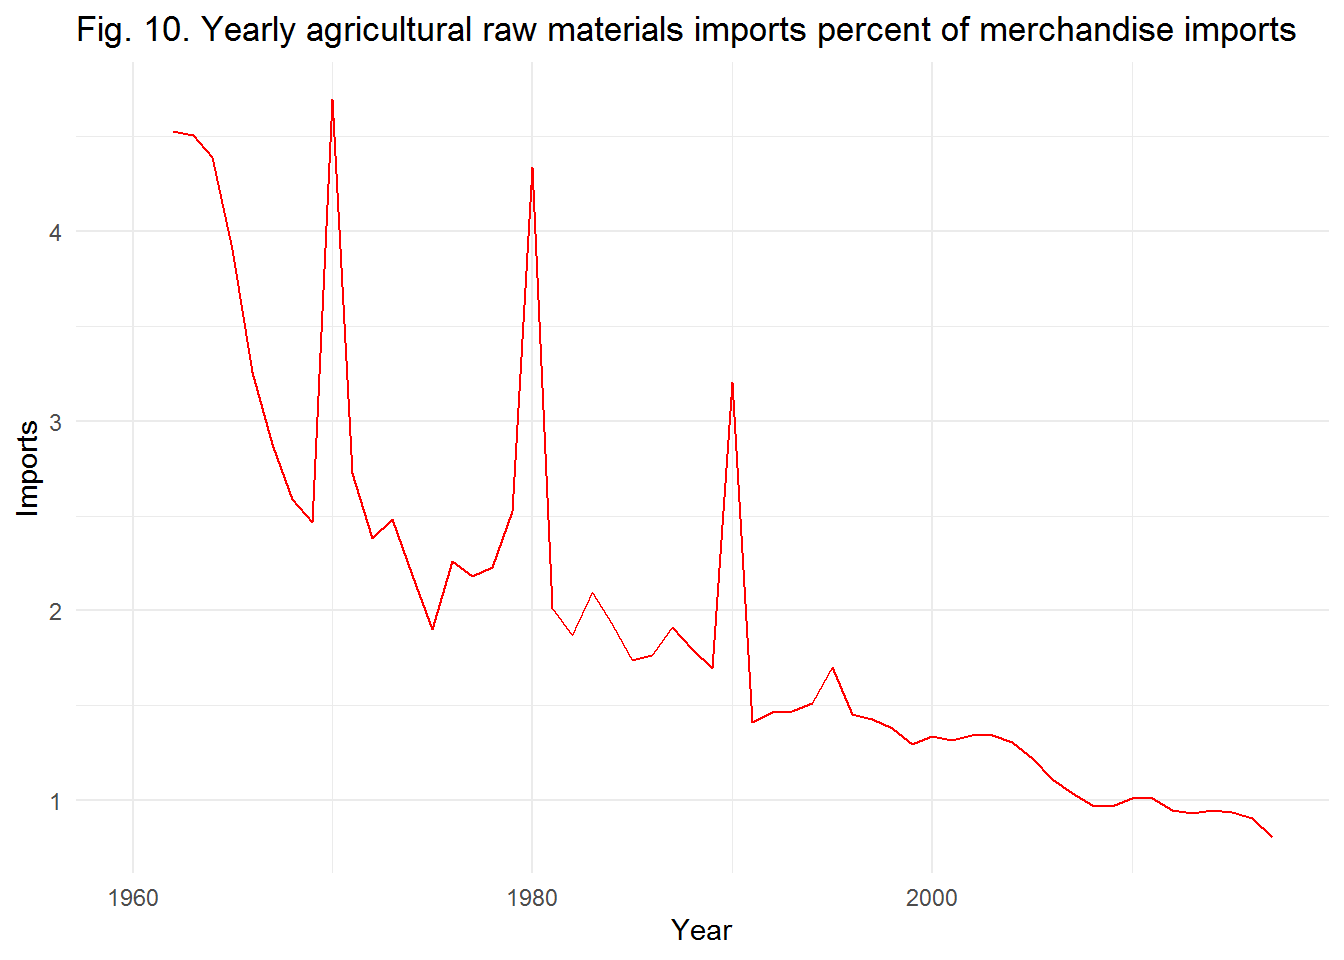 Fig. 10. Yearly agricultural raw materials imports percent of merchandise imports
4
3
2
1
Imports
1960
1980
2000
Year